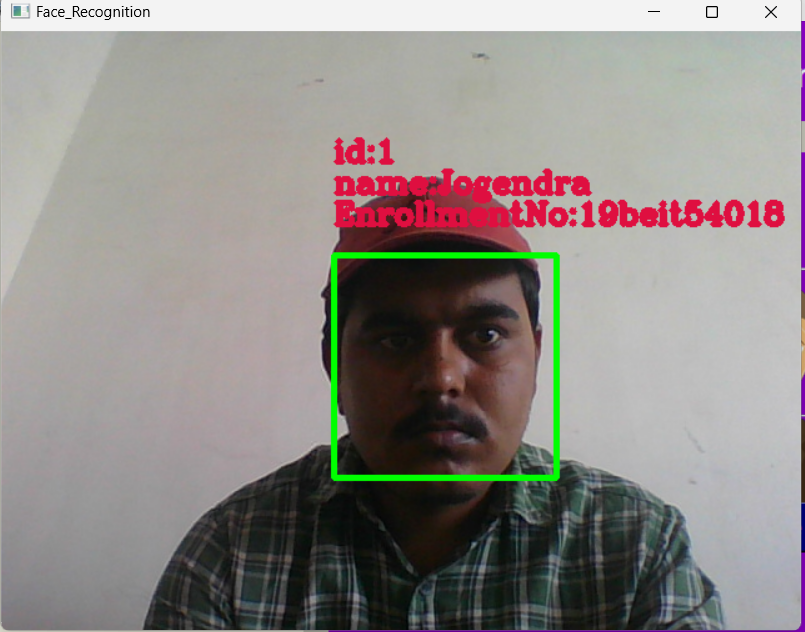 Face_Recognition
id:1
name:Jogendra
EnrollmentNo:19beit54018